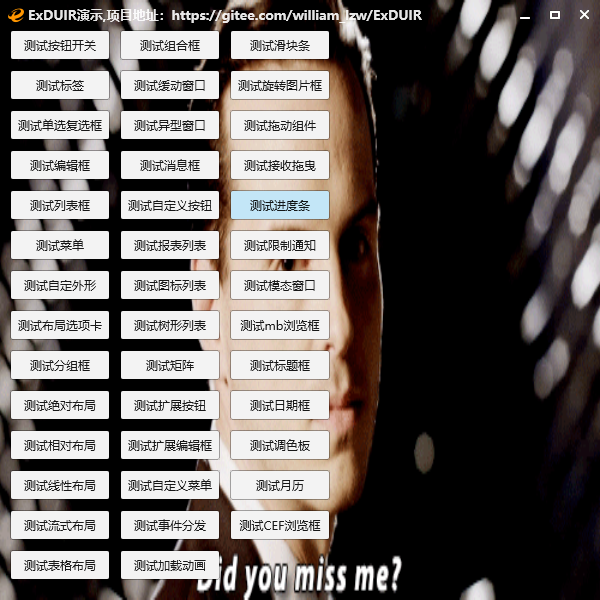 ExDUIR演示,项目地址：https://gitee.com/william_lzw/ExDUIR
测试按钮开关 测试组合框 测试滑块条
测试标签 测试缓动窗口 测试旋转图片框
测试单选复选框 测试异型窗口 测试拖动组件
测试编辑框 测试消息框 测试接收拖曳
测试列表框 测试自定义按钮 测试进度条
测试菜单 测试报表列表 测试限制通知
测试自定外形 测试图标列表 测试模态窗口
测试布局选项卡 测试树形列表 测试mb浏览框
测试分组框 测试矩阵 测试标题框
测试绝对布局 测试扩展按钮 测试日期框
测试相对布局 测试扩展编辑框 测试调色板
测试线性布局 测试自定义菜单 测试月历
测试流式布局 测试事件分发 测试CEF浏览框
测试表格布局 测试加载动画
Did you miss me?